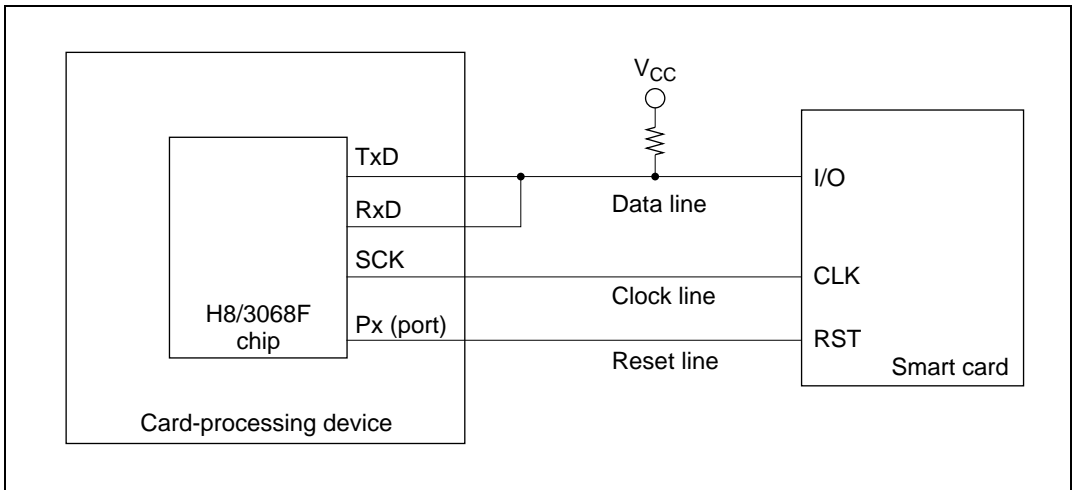 V_CC
TxD
I/O
Data line
RxD
SCK
CLK
Clock line
H8/3068F
chip
Px (port)
RST
Reset line
Smart card
Card-processing device